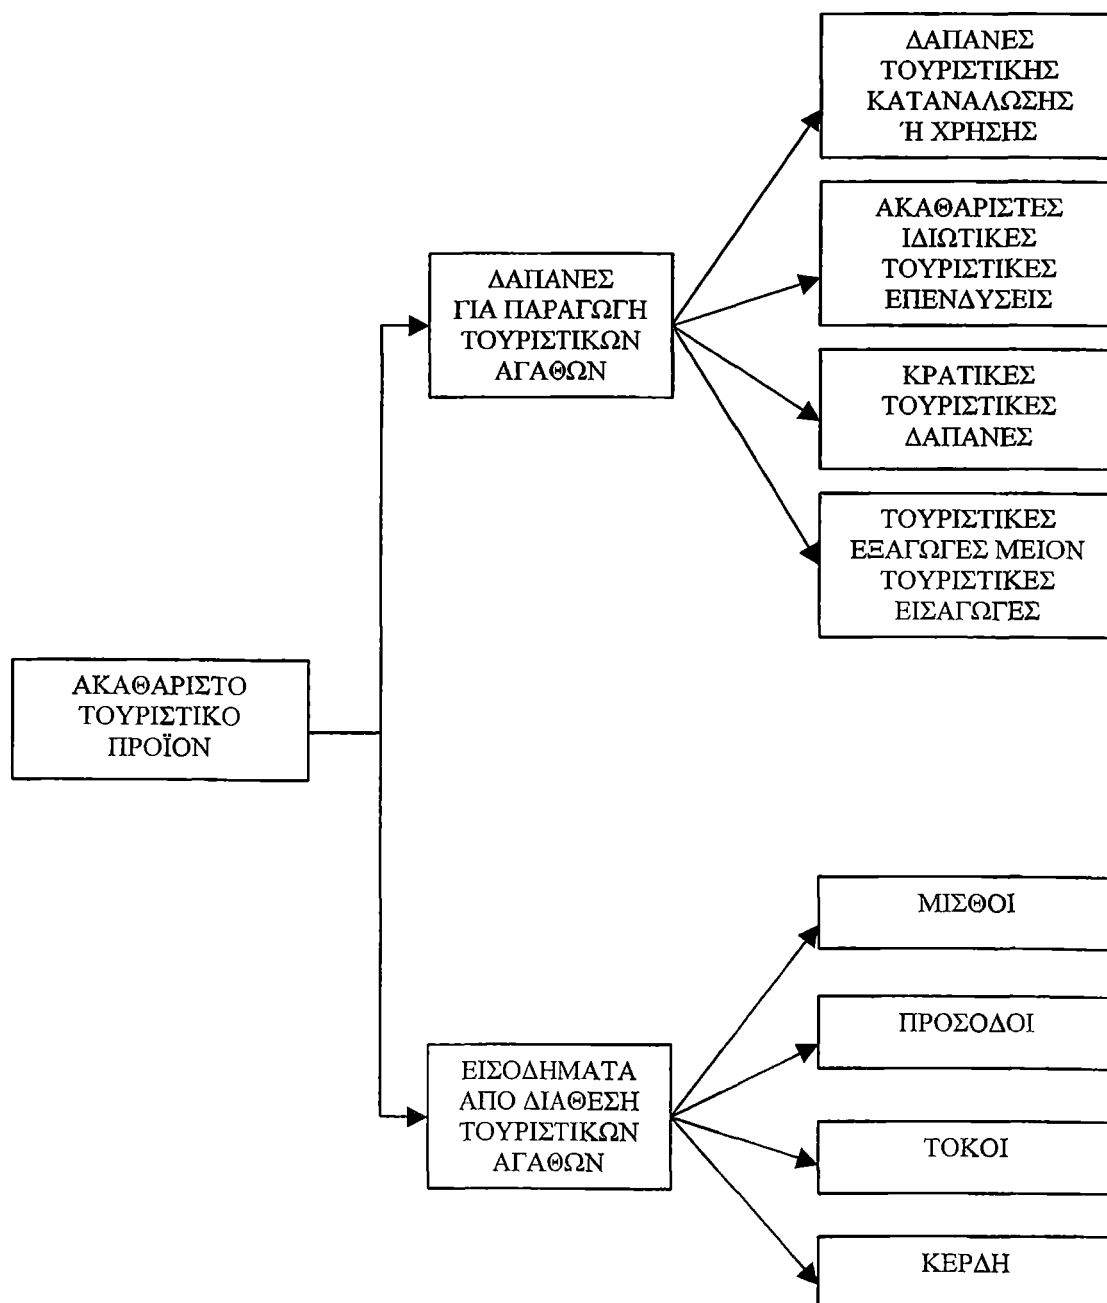 ΔΑΠΑΝΕΣ
ΤΟΥΡΙΣΤΙΚΗΣ
ΚΑΤΑΝΑΛΩΣΗΣ
Ή ΧΡΗΣΗΣ
ΑΚΑΘΑΡΙΣΤΕΣ
ΙΔΙΩΤΙΚΕΣ
ΤΟΥΡΙΣΤΙΚΕΣ
ΕΠΕΝΔΥΣΕΙΣ
ΔΑΠΑΝΕΣ
ΓΙΑ ΠΑΡΑΓΩΓΗ
ΤΟΥΡΙΣΤΙΚΩΝ
ΑΓΑΘΩΝ
ΚΡΑΤΙΚΕΣ
ΤΟΥΡΙΣΤΙΚΕΣ
ΔΑΠΑΝΕΣ
ΤΟΥΡΙΣΤΙΚΕΣ
ΕΞΑΓΩΓΕΣ ΜΕΙΟΝ
ΤΟΥΡΙΣΤΙΚΕΣ
ΕΙΣΑΓΩΓΕΣ
ΑΚΑΘΑΡΙΣΤΟ
ΤΟΥΡΙΣΤΙΚΟ
ΠΡΟΪΟΝ
ΜΙΣΘΟΙ
ΠΡΟΣΟΔΟΙ
ΕΙΣΟΔΗΜΑΤΑ
ΑΠΟ ΔΙΑΘΕΣΗ
ΤΟΥΡΙΣΤΙΚΩΝ
ΑΓΑΘΩΝ
ΤΟΚΟΙ
ΚΕΡΔΗ